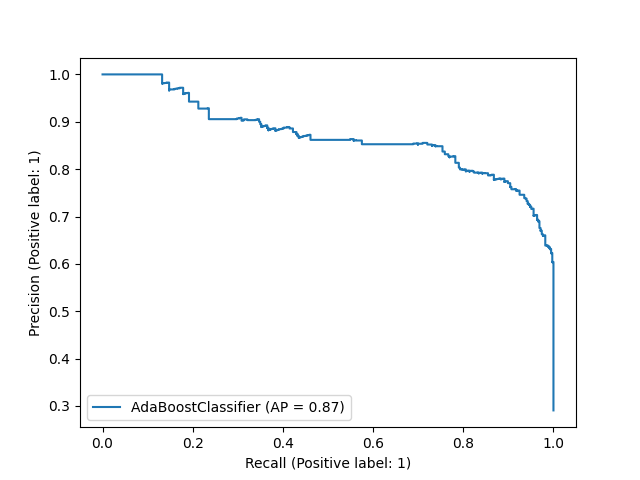 1.0
0.9
0.8
0.7
0.6
0.5
0.4
0.3
Precision (Positive label: 1)
AdaBoostClassifier (AP = 0.87)
0.0 0.2 0.4 0.6 0.8 1.0
Recall (Positive label: 1)